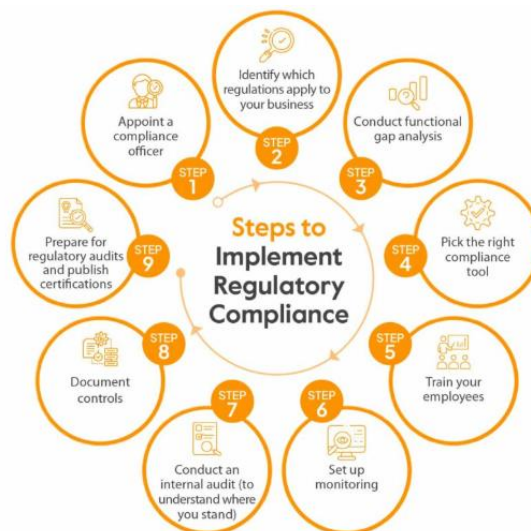 Steps to
Implement
Regulatory
Compliance
STEP
1
Appoint a
compliance
officer
STEP
2
Identify which
regulations apply to
your business
STEP
3
Conduct functional
gap analysis
STEP
4
Pick the right
compliance
tool
STEP
5
Train your
employees
STEP
6
Set up
monitoring
STEP
7
Conduct an
internal audit (to
understand where
you stand)
STEP
8
Document
controls
STEP
9
Prepare for
regulatory audits
and publish
certifications